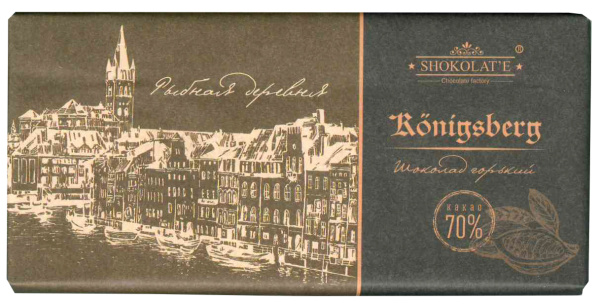 Рыбная деревня
SHOKOLAT'E ®
Chocolate factory
Königsberg
Шоколад горький
какао
70%